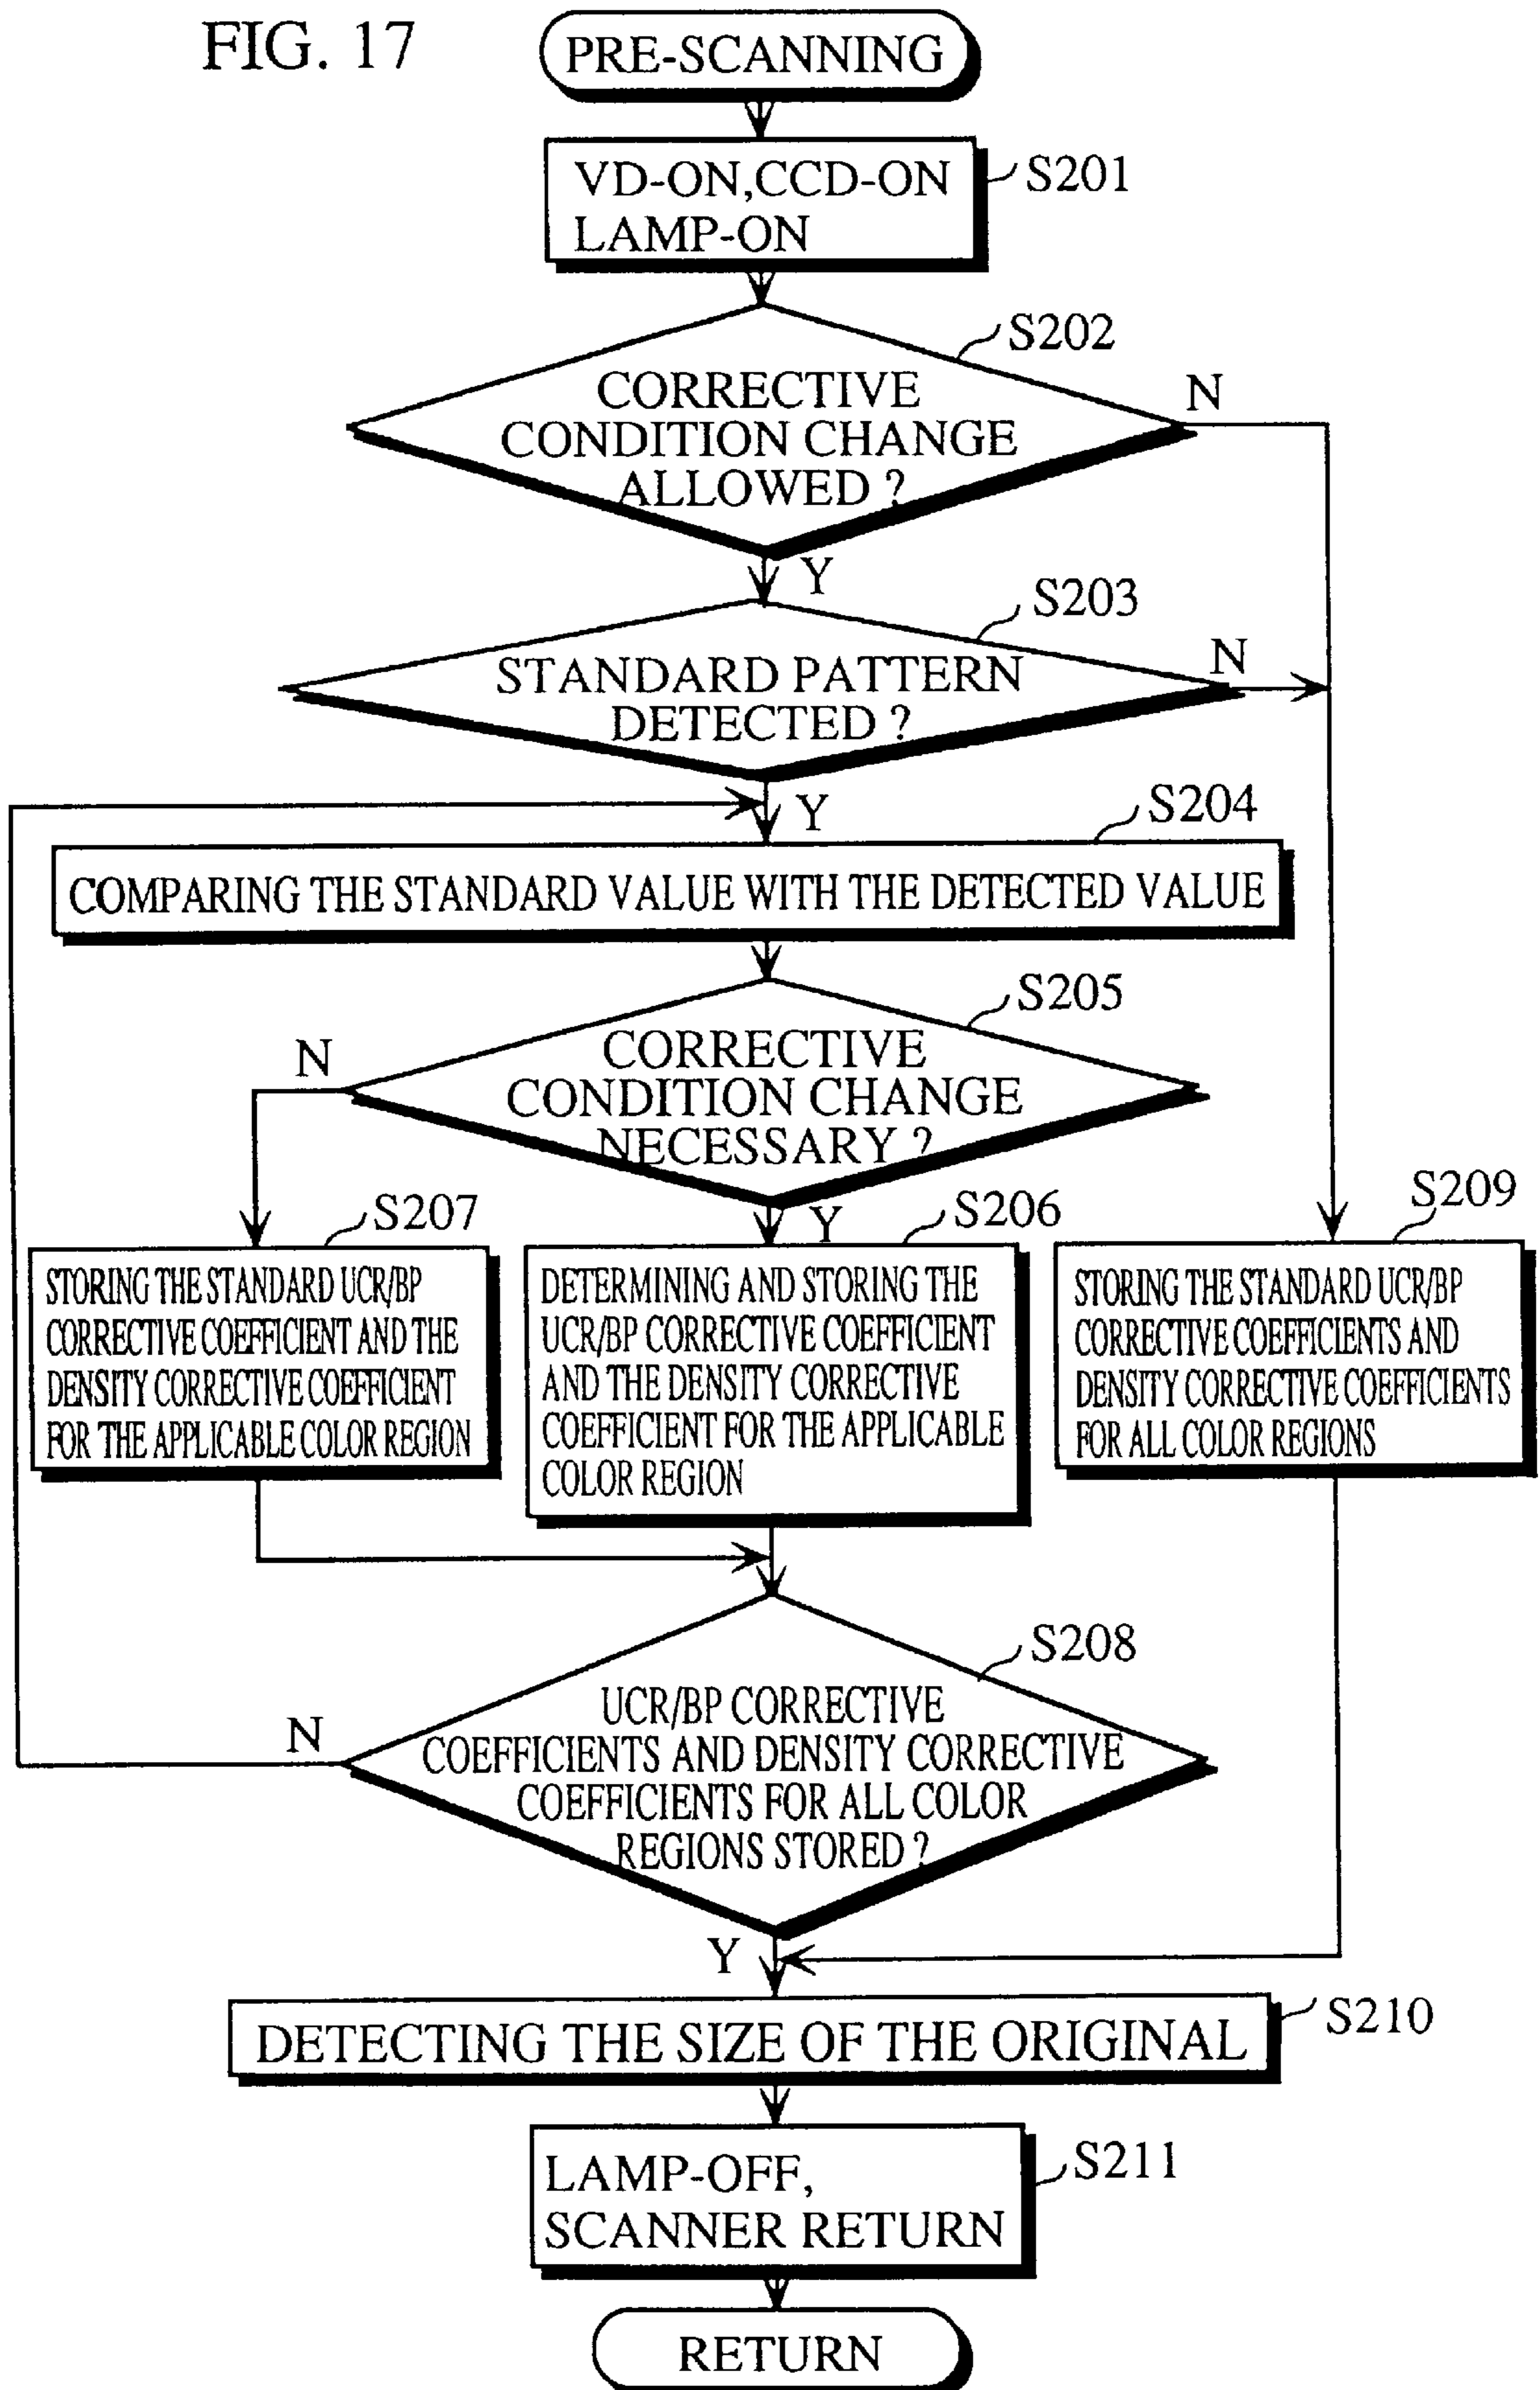 FIG. 17
PRE-SCANNING
VD-ON,CCD-ON
LAMP-ON
S201
S202
CORRECTIVE
CONDITION CHANGE
ALLOWED ?
N
Y
S203
STANDARD PATTERN
DETECTED ?
N
Y
S204
COMPARING THE STANDARD VALUE WITH THE DETECTED VALUE
S205
CORRECTIVE
CONDITION CHANGE
NECESSARY ?
N
Y
S207
STORING THE STANDARD UCR/BP
CORRECTIVE COEFFICIENT AND THE
DENSITY CORRECTIVE COEFFICIENT
FOR THE APPLICABLE COLOR REGION
S206
DETERMINING AND STORING THE
UCR/BP CORRECTIVE COEFFICIENT
AND THE DENSITY CORRECTIVE
COEFFICIENT FOR THE APPLICABLE
COLOR REGION
S209
STORING THE STANDARD UCR/BP
CORRECTIVE COEFFICIENTS AND
DENSITY CORRECTIVE COEFFICIENTS
FOR ALL COLOR REGIONS
S208
UCR/BP CORRECTIVE
COEFFICIENTS AND DENSITY CORRECTIVE
COEFFICIENTS FOR ALL COLOR
REGIONS STORED ?
N
Y
S210
DETECTING THE SIZE OF THE ORIGINAL
S211
LAMP-OFF,
SCANNER RETURN
RETURN